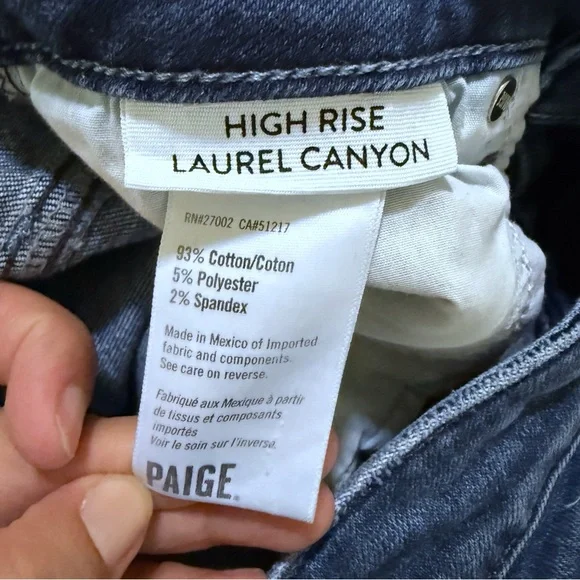 HIGH RISE
LAUREL CANYON
RN#27002 CA#51217
93% Cotton/Coton
5% Polyester
2% Spandex
Made in Mexico of Imported
fabric and components.
See care on reverse.
Fabriqué aux Mexique à partir
de tissus et composants
importés
Voir le soin sur l'inversa.
PAIGE®